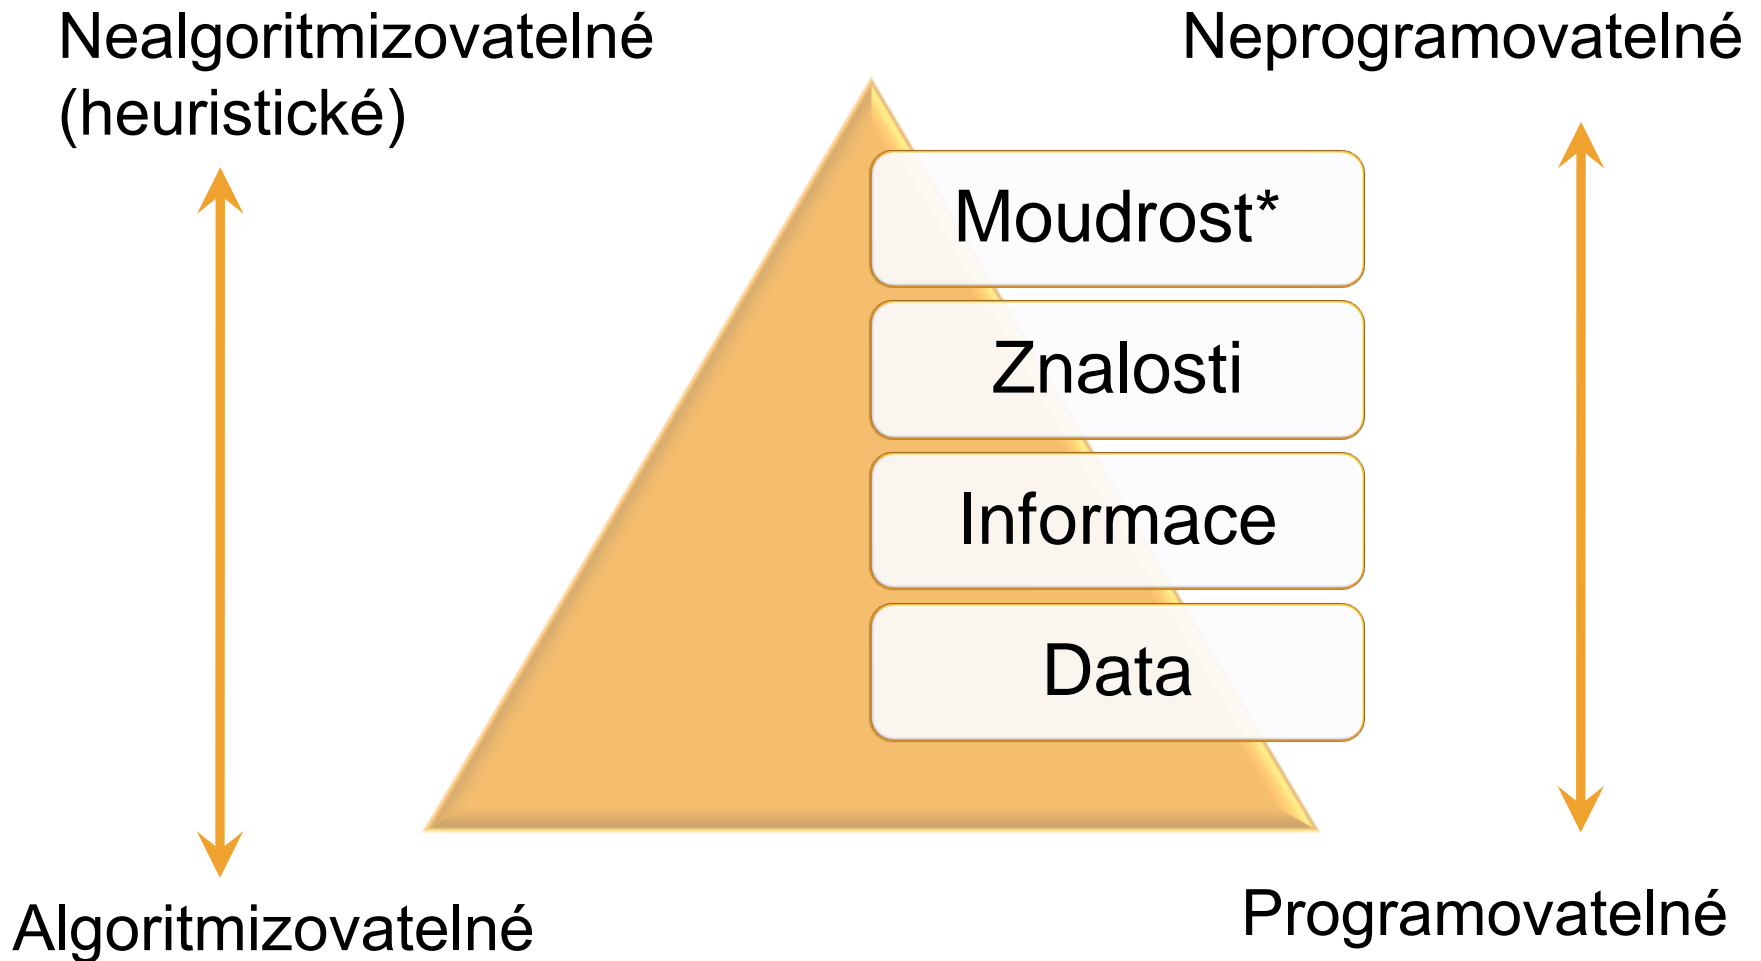 Nealgoritmizovatelné
(heuristické)
Neprogramovatelné
Moudrost*
Znalosti
Informace
Data
Algoritmizovatelné
Programovatelné